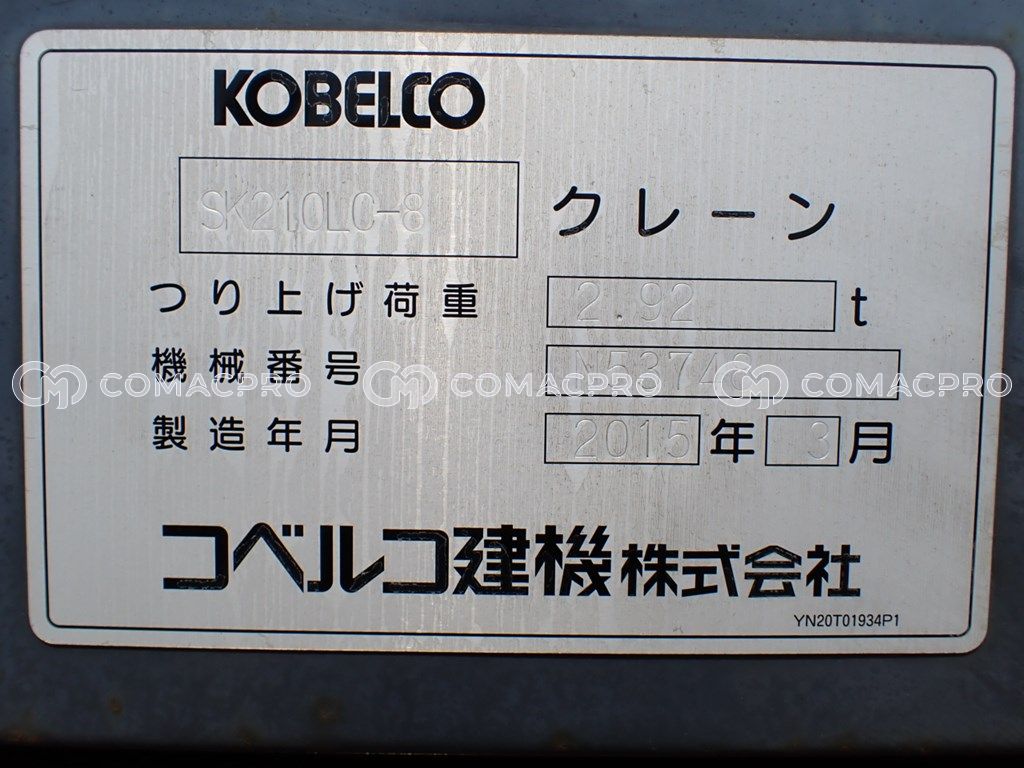 KOBELCO
SK210LC-8 クレーン
つり上げ荷重 2.92 t
機械番号
製造年月 2015 年 3 月
コベルコ建機株式会社
YN20T01934P1
COMACPRO COMACPRO COMACPRO